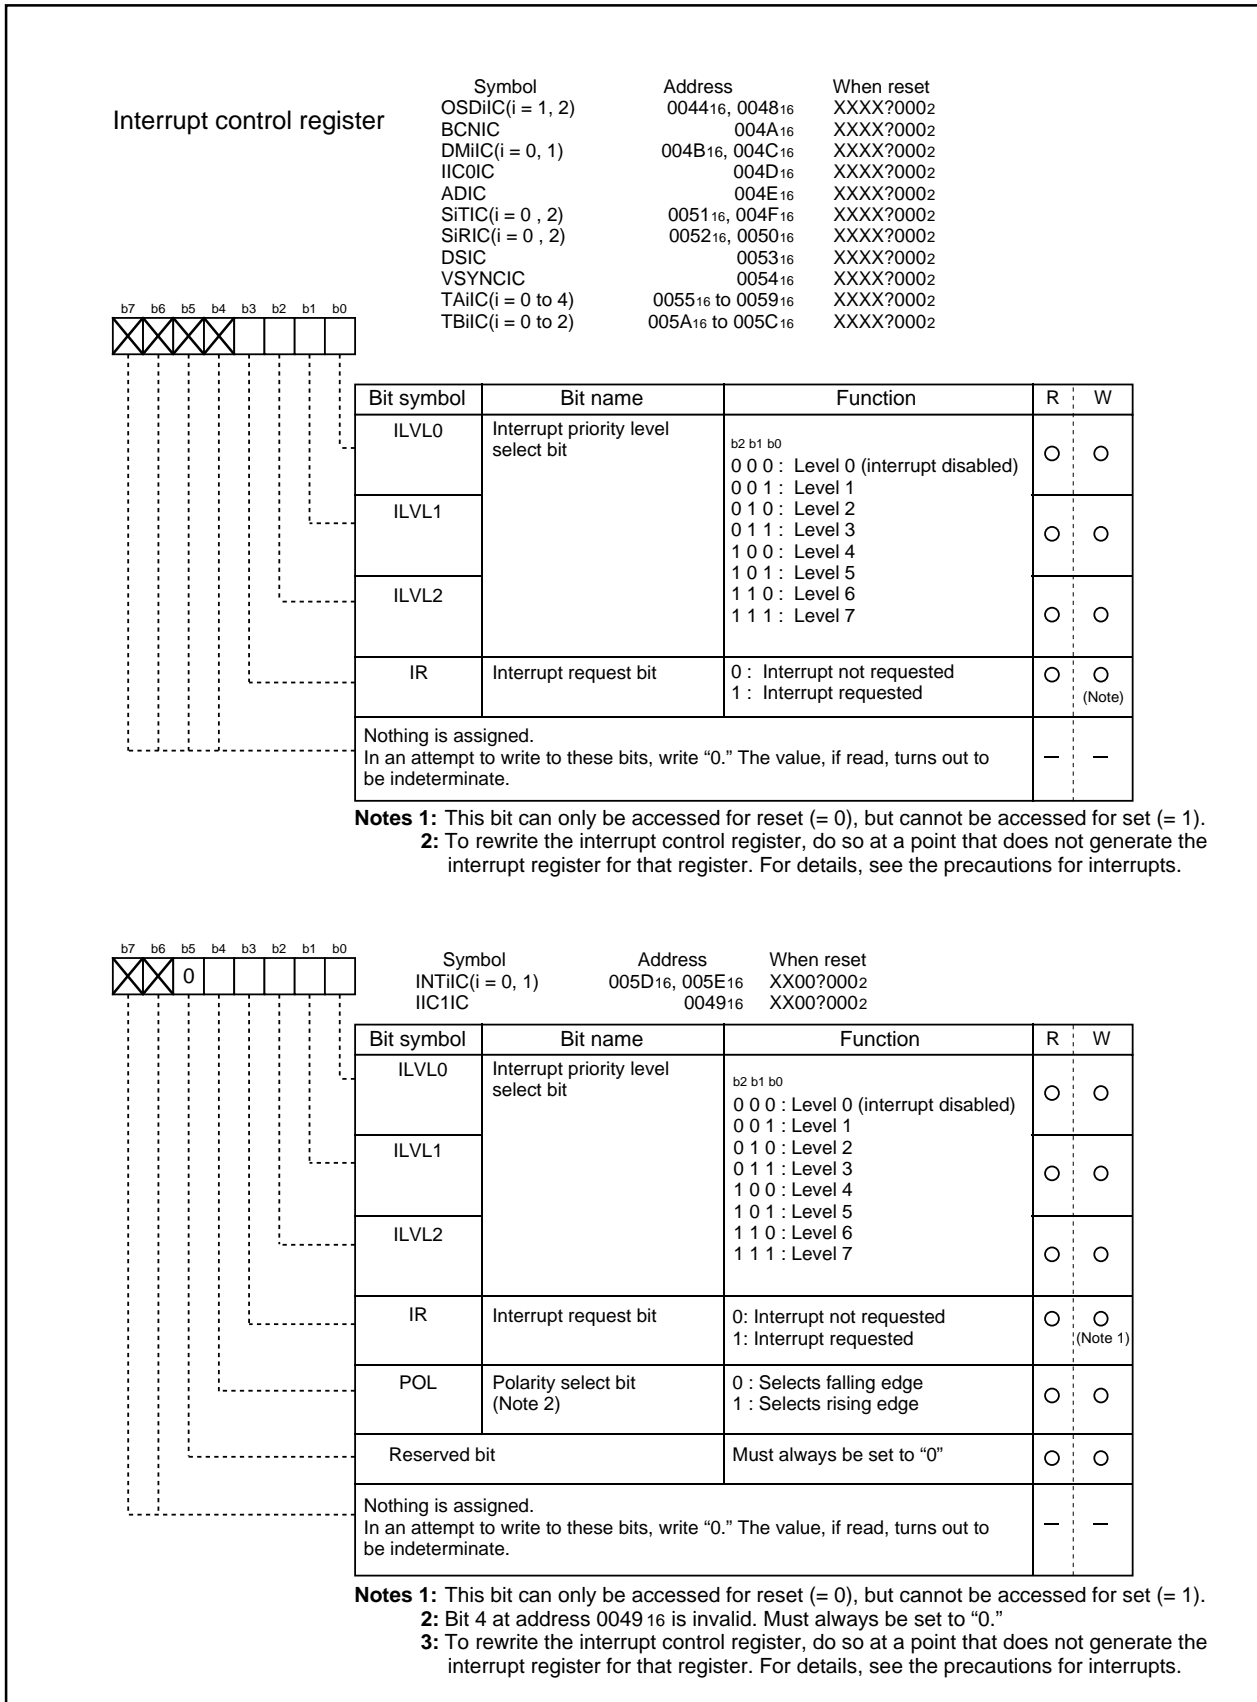 Interrupt control register
Symbol Address When reset
OSDiIC(i = 1, 2) 004416, 004816 XXXX?0002
BCNIC 004A16 XXXX?0002
DMiIC(i = 0, 1) 004B16, 004C16 XXXX?0002
IIC0IC 004D16 XXXX?0002
ADIC 004E16 XXXX?0002
SiTIC(i = 0 , 2) 005116, 004F16 XXXX?0002
SiRIC(i = 0 , 2) 005216, 005016 XXXX?0002
DSIC 005316 XXXX?0002
VSYNCIC 005416 XXXX?0002
TAiIC(i = 0 to 4) 005516 to 005916 XXXX?0002
TBiIC(i = 0 to 2) 005A16 to 005C16 XXXX?0002
b7 b6 b5 b4 b3 b2 b1 b0
Bit symbol Bit name Function R W
ILVL0 Interrupt priority level
select bit
b2 b1 b0
0 0 0 : Level 0 (interrupt disabled)
0 0 1 : Level 1
ILVL1 0 1 0 : Level 2
0 1 1 : Level 3
1 0 0 : Level 4
1 0 1 : Level 5
ILVL2 1 1 0 : Level 6
1 1 1 : Level 7
IR Interrupt request bit 0 : Interrupt not requested
1 : Interrupt requested (Note)
Nothing is assigned.
In an attempt to write to these bits, write “0.” The value, if read, turns out to
be indeterminate.
Notes 1: This bit can only be accessed for reset (= 0), but cannot be accessed for set (= 1).
2: To rewrite the interrupt control register, do so at a point that does not generate the
interrupt register for that register. For details, see the precautions for interrupts.
b7 b6 b5 b4 b3 b2 b1 b0
0
Symbol Address When reset
INTiIC(i = 0, 1) 005D16, 005E16 XX00?0002
IIC1IC 004916 XX00?0002
Bit symbol Bit name Function R W
ILVL0 Interrupt priority level
select bit
b2 b1 b0
0 0 0 : Level 0 (interrupt disabled)
0 0 1 : Level 1
ILVL1 0 1 0 : Level 2
0 1 1 : Level 3
1 0 0 : Level 4
1 0 1 : Level 5
ILVL2 1 1 0 : Level 6
1 1 1 : Level 7
IR Interrupt request bit 0: Interrupt not requested
1: Interrupt requested (Note 1)
POL Polarity select bit 0 : Selects falling edge
(Note 2) 1 : Selects rising edge
Reserved bit Must always be set to “0”
Nothing is assigned.
In an attempt to write to these bits, write “0.” The value, if read, turns out to
be indeterminate.
Notes 1: This bit can only be accessed for reset (= 0), but cannot be accessed for set (= 1).
2: Bit 4 at address 004916 is invalid. Must always be set to “0.”
3: To rewrite the interrupt control register, do so at a point that does not generate the
interrupt register for that register. For details, see the precautions for interrupts.